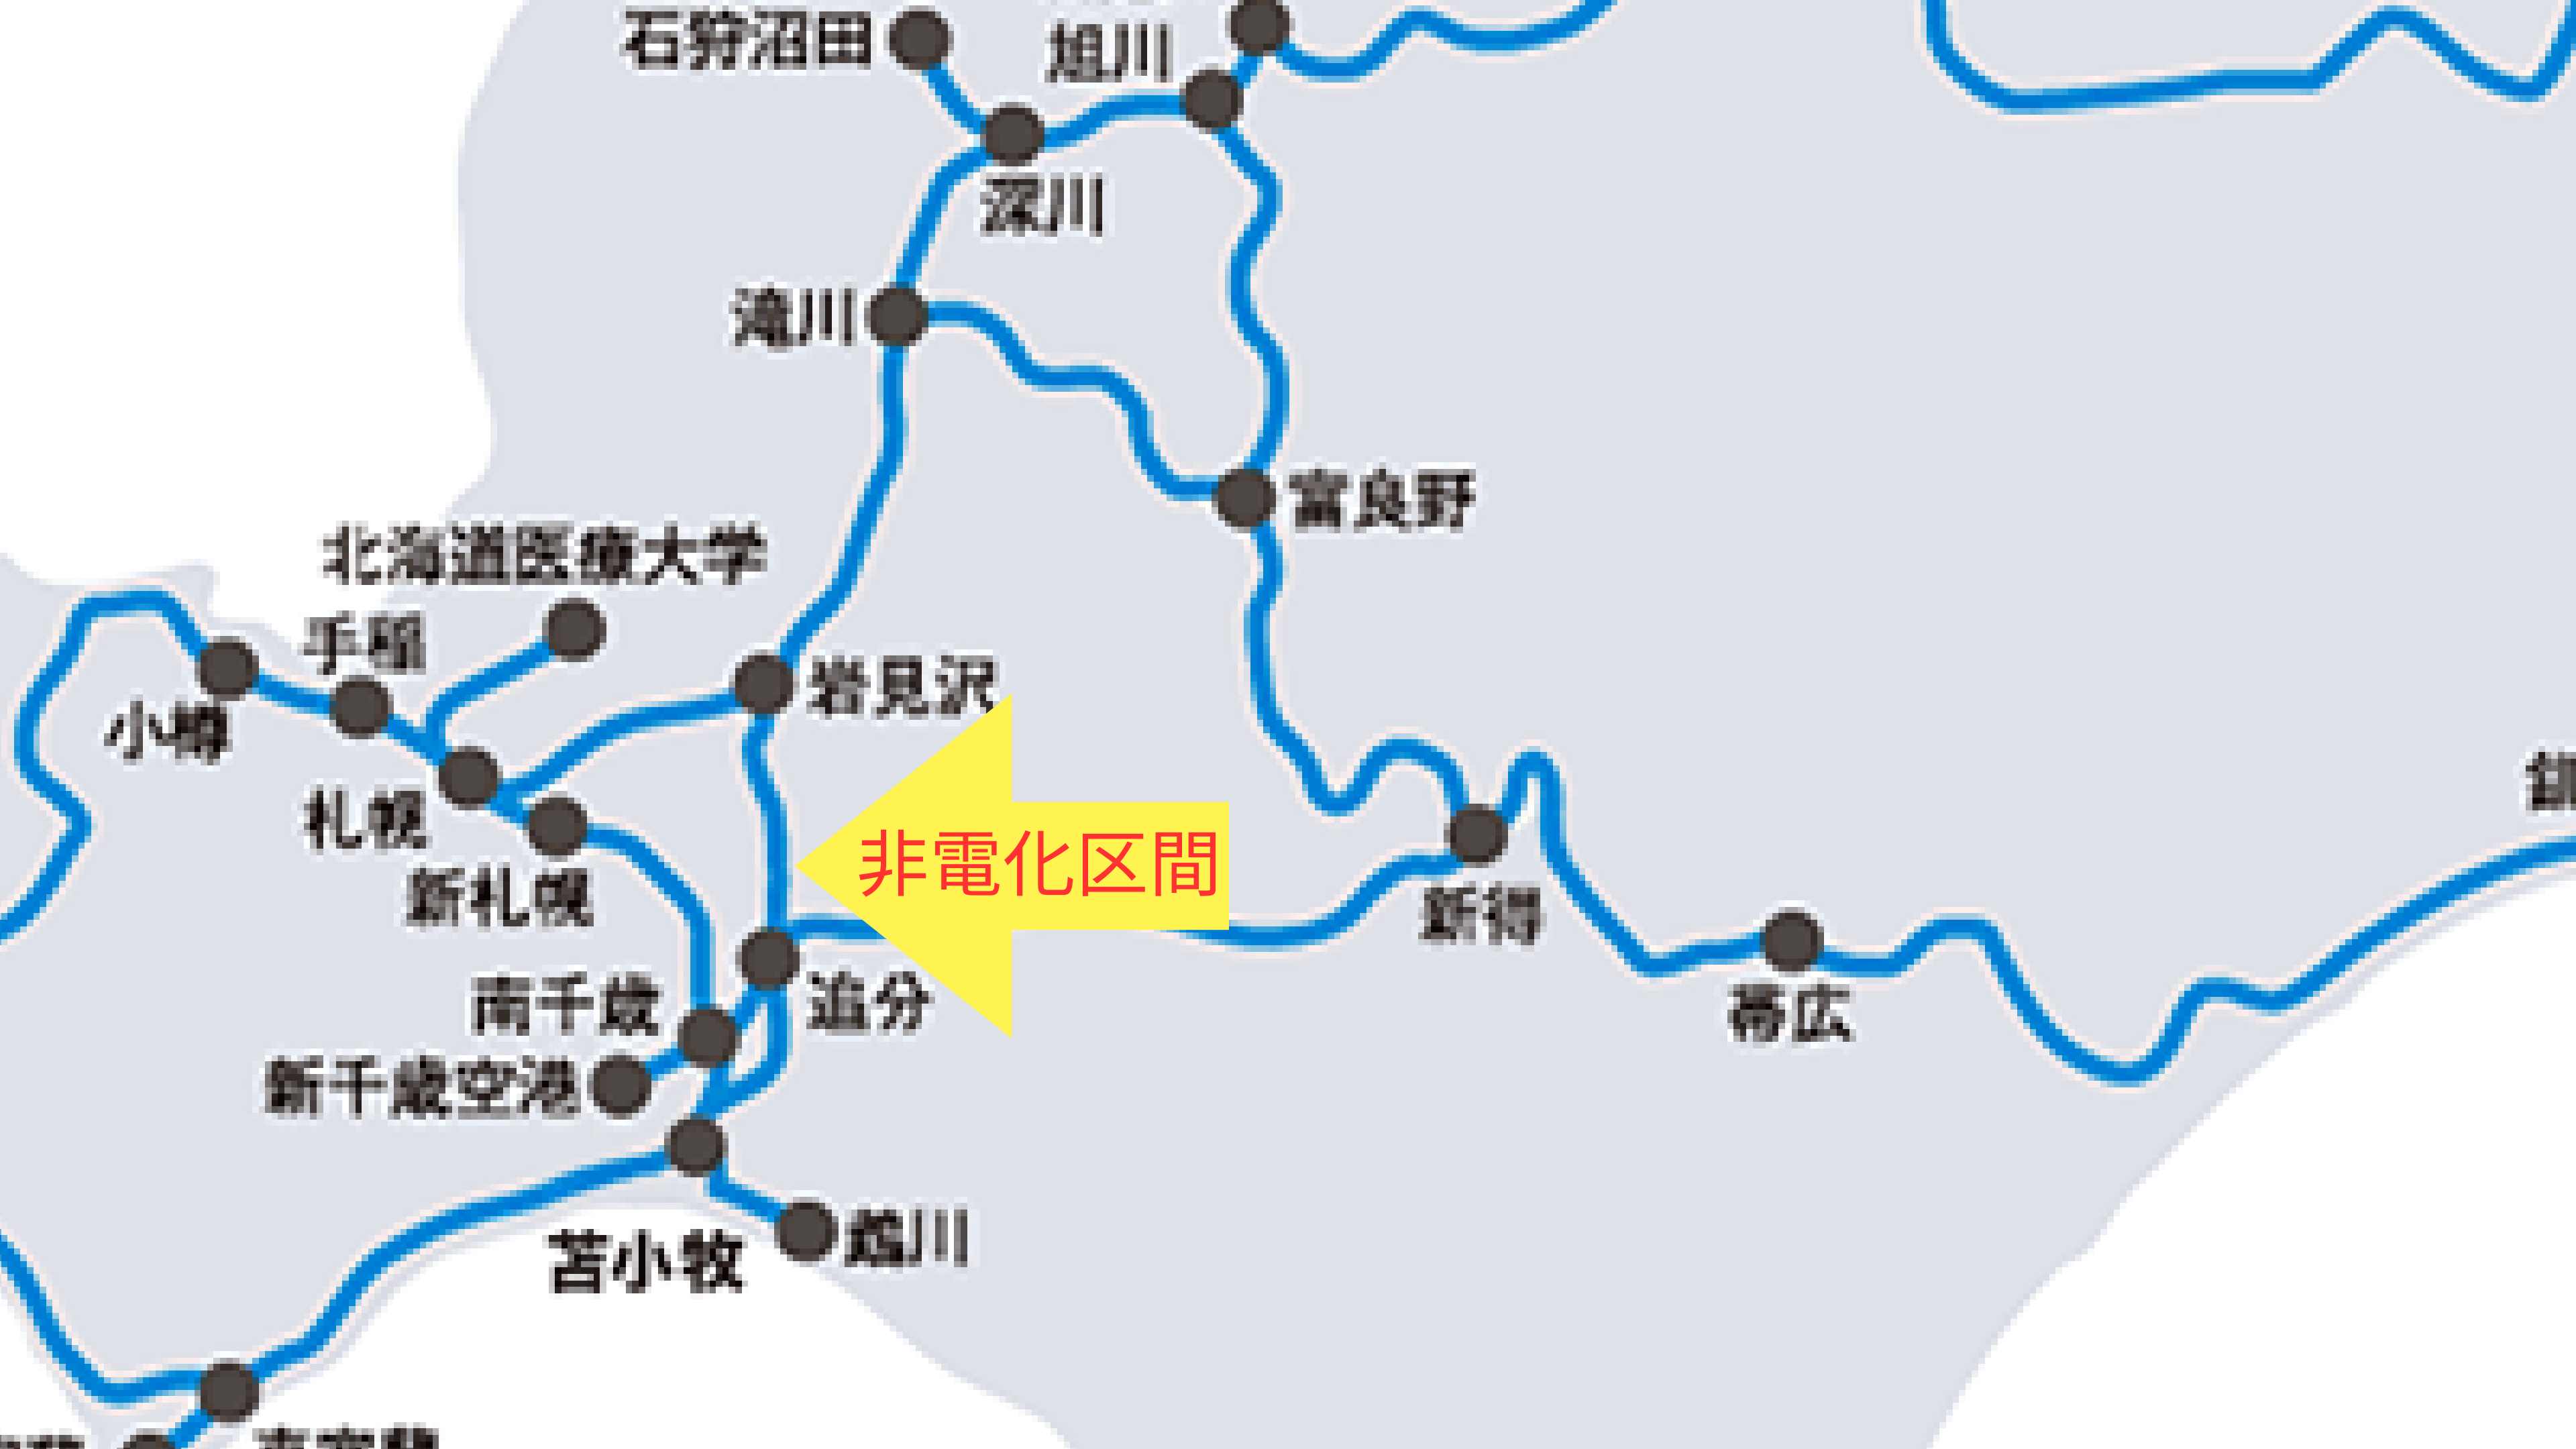 石狩沼田
旭川
深川
滝川
富良野
北海道医療大学
手稲
小樽
岩見沢
札幌
非電化区間
新札幌
新得
帯広
南千歳
追分
新千歳空港
苫小牧
鵡川